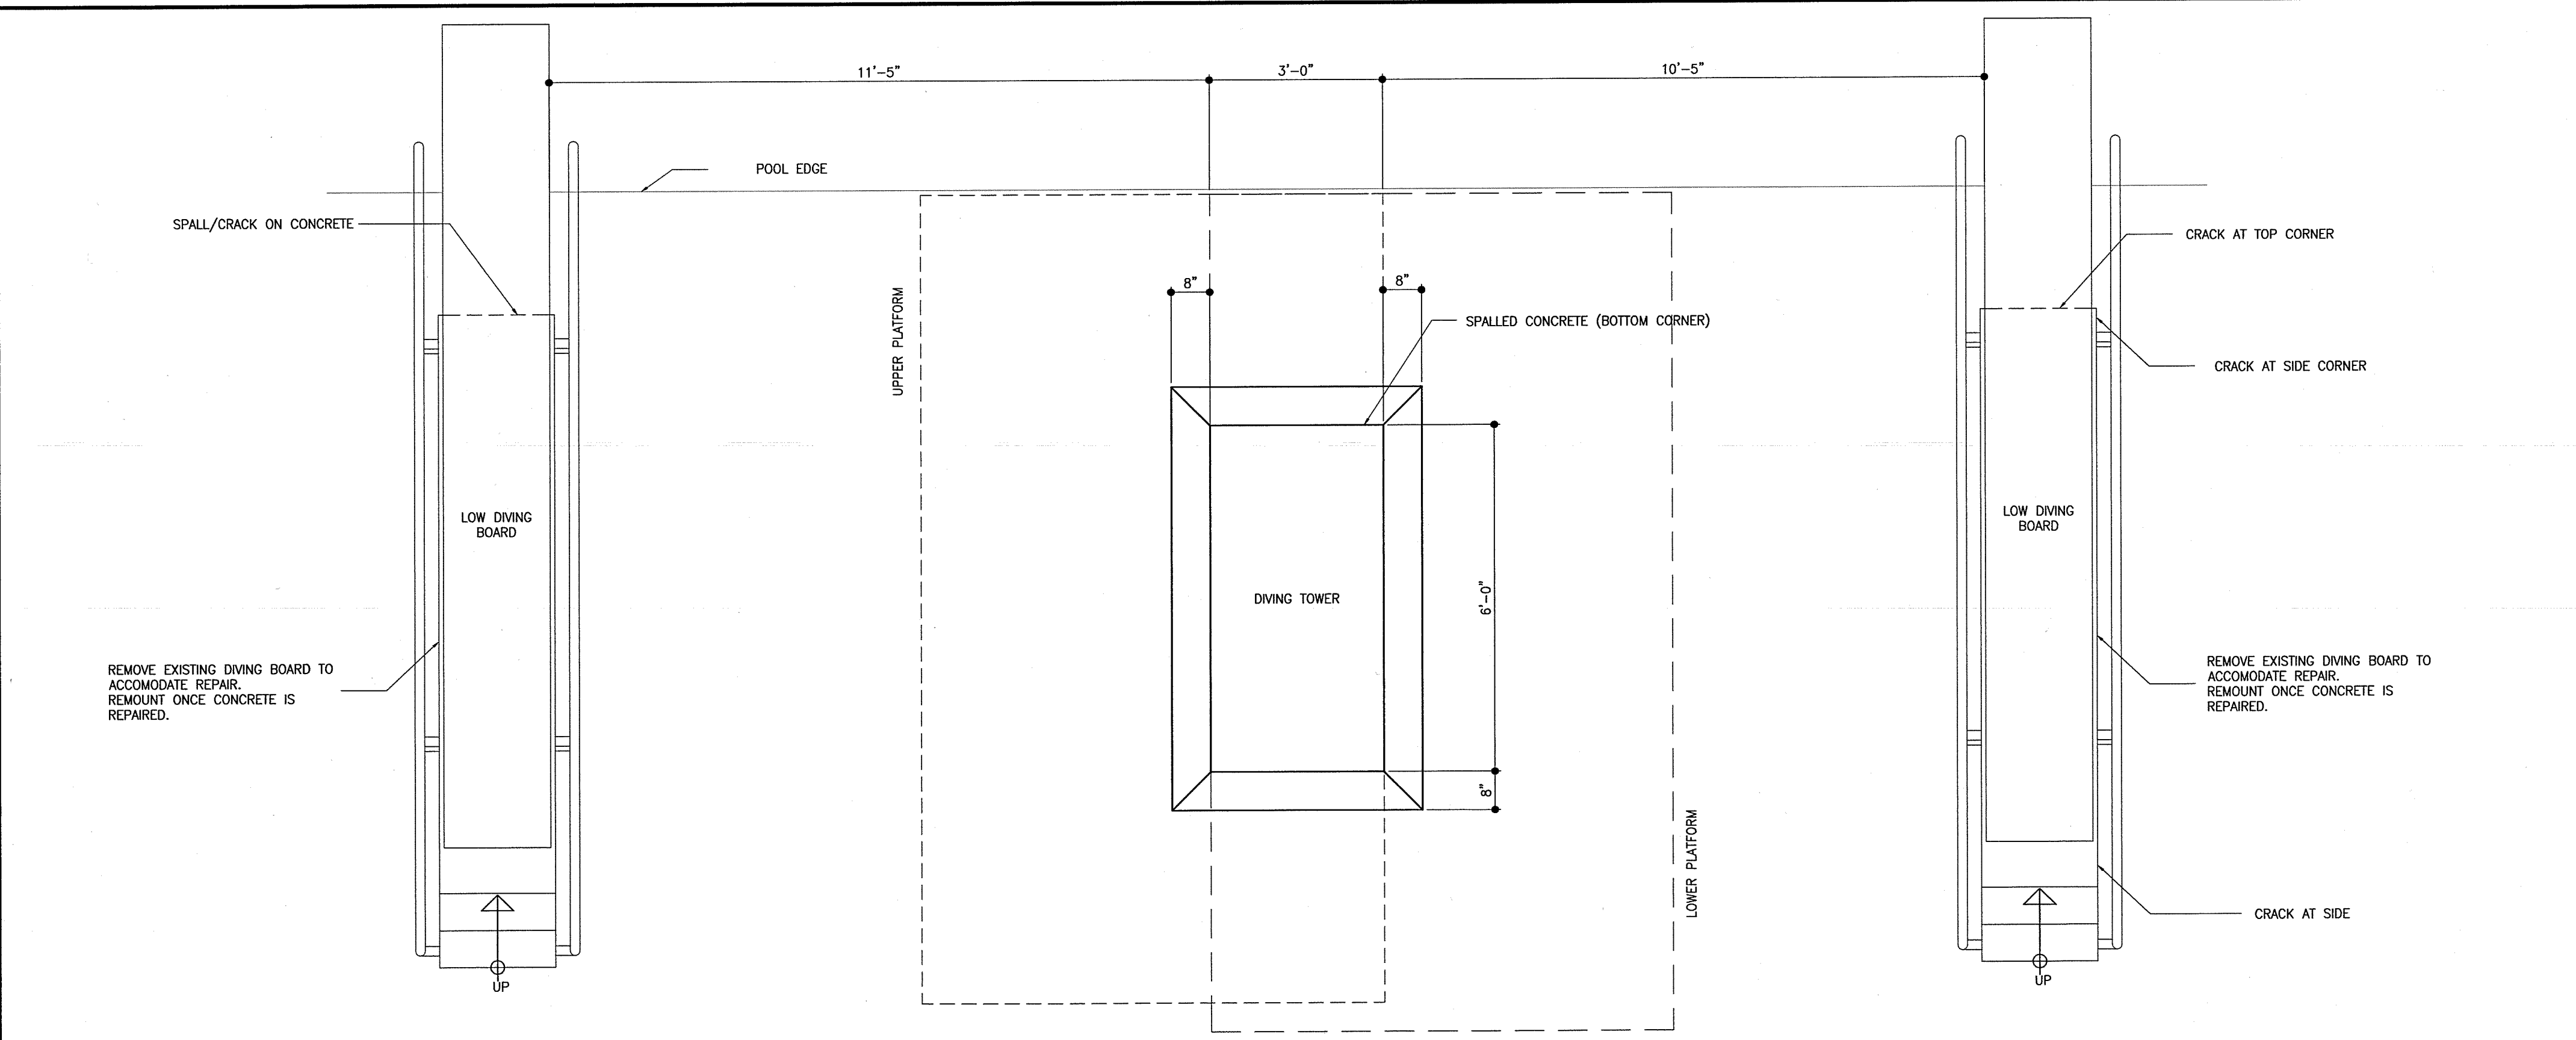 11'-5"
3'-0"
10'-5"
POOL EDGE
SPALL/CRACK ON CONCRETE
CRACK AT TOP CORNER
8"
8"
UPPER PLATFORM
SPALLED CONCRETE (BOTTOM CORNER)
CRACK AT SIDE CORNER
LOW DIVING
BOARD
LOW DIVING
BOARD
DIVING TOWER
6'-0"
REMOVE EXISTING DIVING BOARD TO
ACCOMODATE REPAIR.
REMOUNT ONCE CONCRETE IS
REPAIRED.
REMOVE EXISTING DIVING BOARD TO
ACCOMODATE REPAIR.
REMOUNT ONCE CONCRETE IS
REPAIRED.
8"
LOWER PLATFORM
CRACK AT SIDE
UP
UP